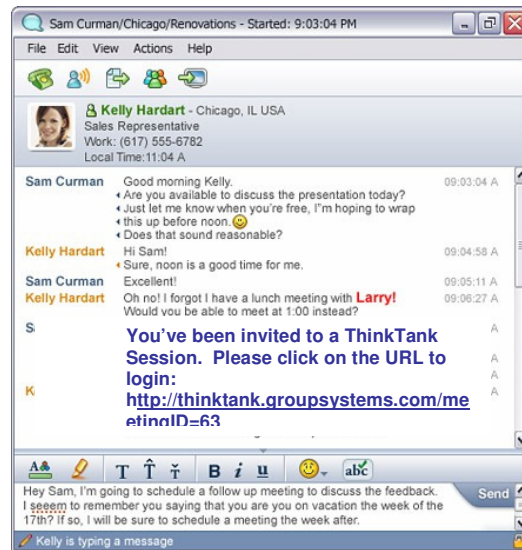 Sam Curman/Chicago/Renovations - Started: 9:03:04 PM
File Edit View Actions Help
Kelly Hardart - Chicago, IL USA
Sales Representative
Work: (617) 555-6782
Local Time:11:04 A
Sam Curman Good morning Kelly. 09:03:04 A
Are you available to discuss the presentation today?
Just let me know when you're free, I"m hoping to wrap
this up before noon.
Does that sound reasonable?
Kelly Hardart Hi Sam! 09:04:58 A
Sure, noon is a good time for me.
Sam Curman Excellent! 09:05:11 A
Kelly Hardart Oh no! I forgot I have a lunch meeting with Larry! 09:06:27 A
Would you be able to meet at 1:00 instead?
S A
You've been invited to a ThinkTank
Session. Please click on the URL to
A
login:
A
K A
http://thinktank.groupsystems.com/me
etingID=63
A& T T T B i u abc
Hey Sam, I'm going to schedule a follow up meeting to discuss the feedback.
I seeem to remember you saying that you are you on vacation the week of the
17th? If so, I will be sure to schedule a meeting the week after.
Send
Kelly is typing a message